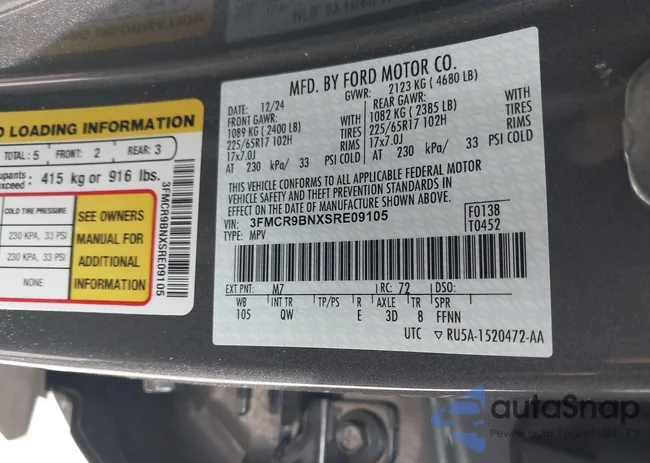 D LOADING INFORMATION
TOTAL: 5 FRONT: 2 REAR: 3
upants
exceed: 415 kg or 916 lbs.
COLD TIRE PRESSURE
230 KPA, 33 PSI
230 KPA, 33 PSI
NONE
SEE OWNERS
MANUAL FOR
ADDITIONAL
INFORMATION
3FMCR9BNXSRE09105
MFD. BY FORD MOTOR CO.
DATE: 12/24 GVWR: 2123 KG ( 4680 LB)
FRONT GAWR: REAR GAWR:
1089 KG ( 2400 LB) 1082 KG ( 2385 LB)
225/65R17 102H TIRES 225/65R17 102H TIRES
17x7.0J RIMS 17x7.0J RIMS
AT 230 kPa/ 33 PSI COLD AT 230 kPa/ 33 PSI COLD
THIS VEHICLE CONFORMS TO ALL APPLICABLE FEDERAL MOTOR
VEHICLE SAFETY AND THEFT PREVENTION STANDARDS IN
EFFECT ON THE DATE OF MANUFACTURE SHOWN ABOVE.
VIN: 3FMCR9BNXSRE09105 F0138
TYPE: MPV T0452
EXT PNT: M7 RC: 72 DSO:
WB INT TR TP/PS R AXLE TR SPR
105 QW E 3D 8 FFNN
UTC ▽ RU5A-1520472-AA
autoSnap